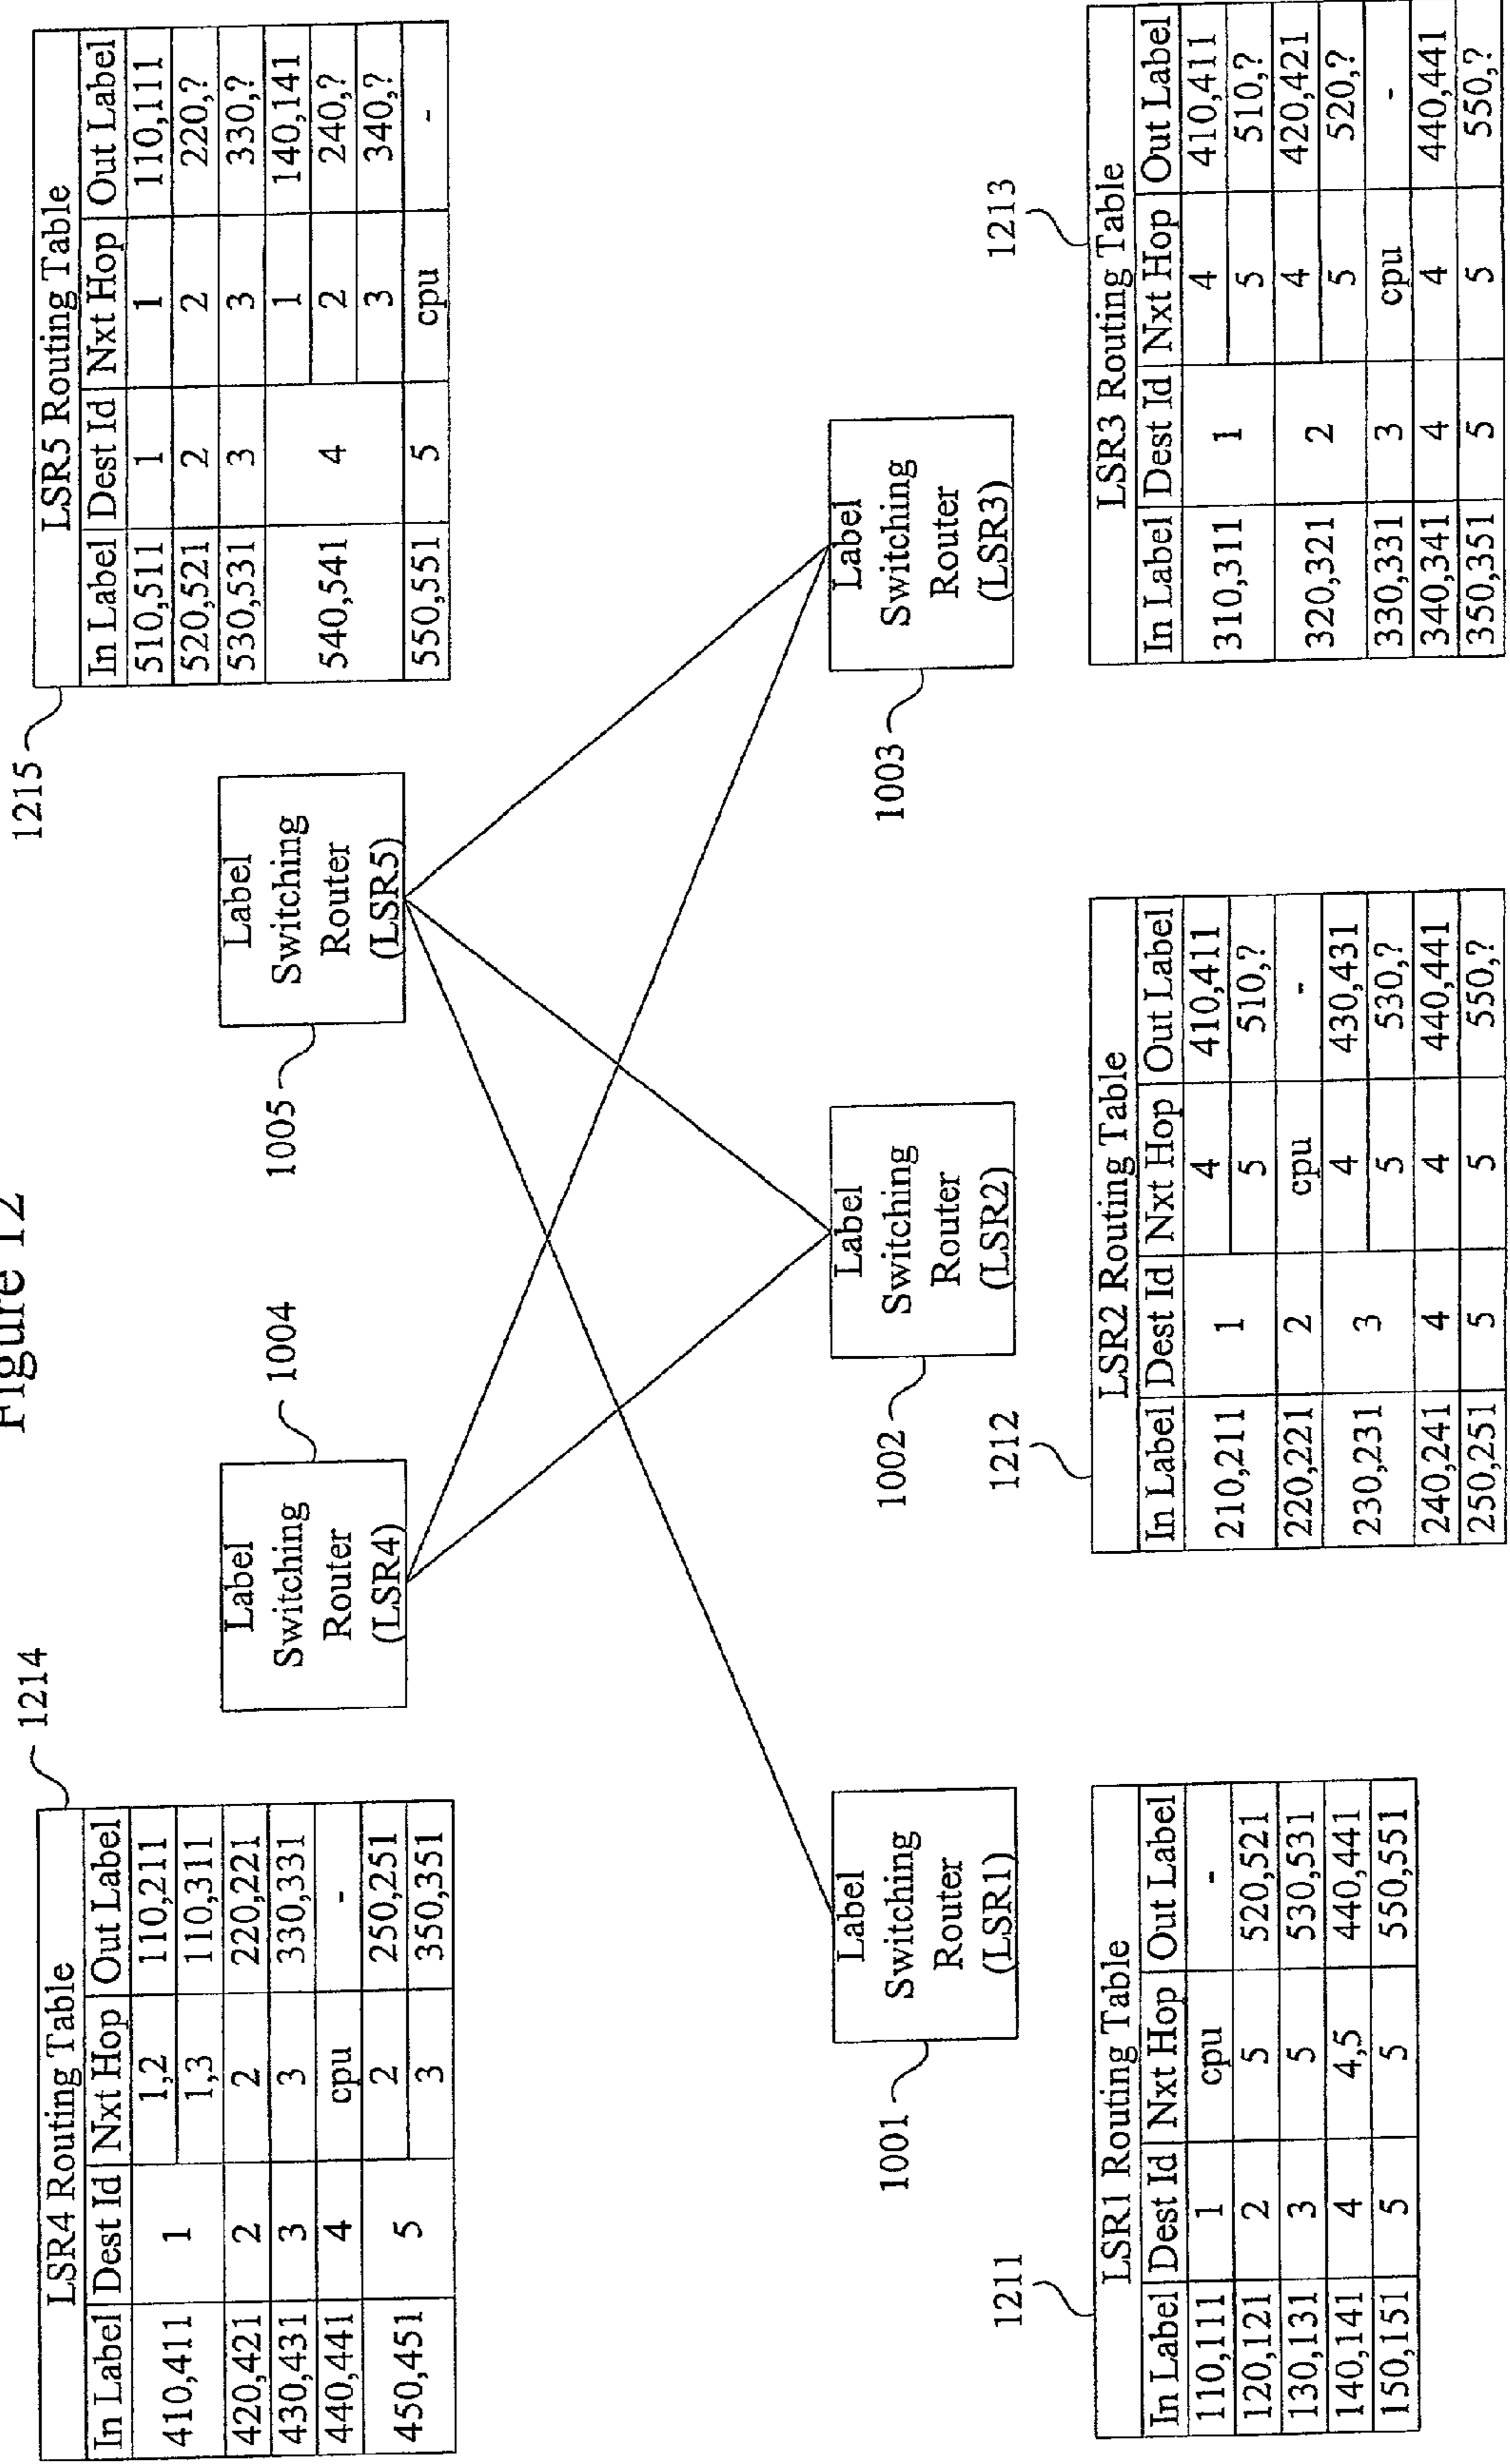 Figure 12
1214
LSR4 Routing Table
In Label Dest Id Nxt Hop Out Label
410,411 1 1,2 110,211
1,3 110,311
420,421 2 2 220,221
430,431 3 3 330,331
440,441 4 cpu -
450,451 5 2 250,251
3 350,351
1215
LSR5 Routing Table
In Label Dest Id Nxt Hop Out Label
510,511 1 1 110,111
520,521 2 2 220,?
530,531 3 3 330,?
540,541 4 1 140,141
2 240,?
3 340,?
550,551 5 cpu -
1004
Label
Switching
Router
(LSR4)
1005
Label
Switching
Router
(LSR5)
1001
Label
Switching
Router
(LSR1)
1002
Label
Switching
Router
(LSR2)
1003
Label
Switching
Router
(LSR3)
1211
LSR1 Routing Table
In Label Dest Id Nxt Hop Out Label
110,111 1 cpu -
120,121 2 5 520,521
130,131 3 5 530,531
140,141 4 4,5 440,441
150,151 5 5 550,551
1212
LSR2 Routing Table
In Label Dest Id Nxt Hop Out Label
210,211 1 4 410,411
5 510,?
220,221 2 cpu -
230,231 3 4 430,431
5 530,?
240,241 4 4 440,441
250,251 5 5 550,?
1213
LSR3 Routing Table
In Label Dest Id Nxt Hop Out Label
310,311 1 4 410,411
5 510,?
320,321 2 4 420,421
5 520,?
330,331 3 cpu -
340,341 4 4 440,441
350,351 5 5 550,?